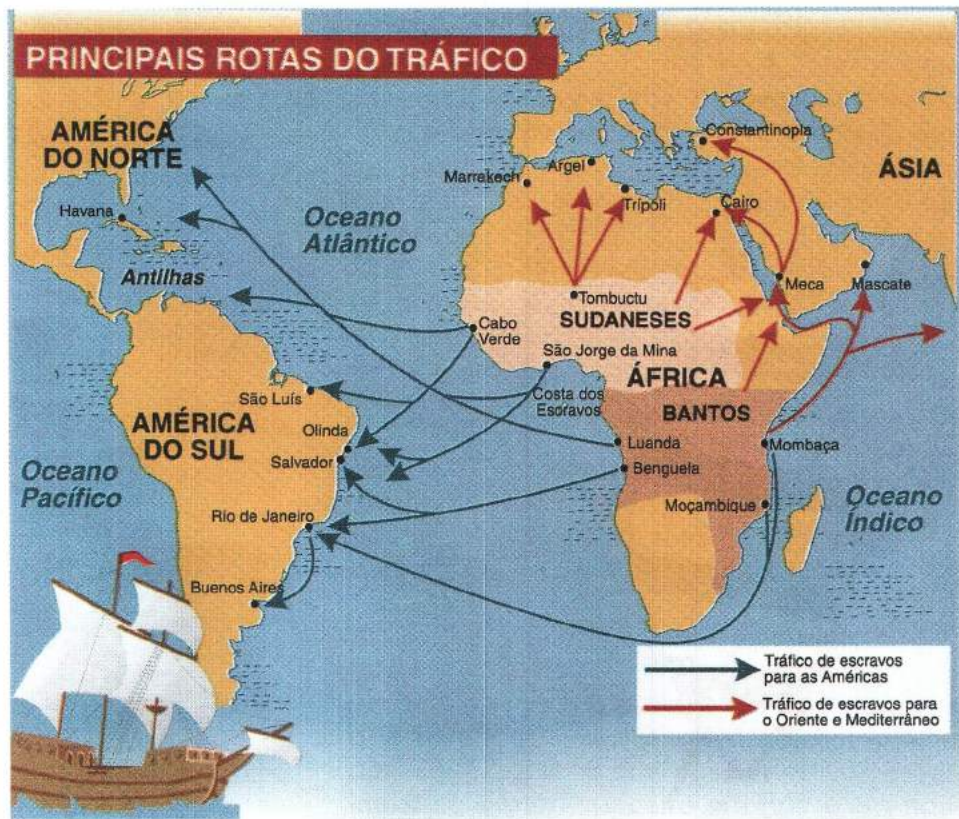 PRINCIPAIS ROTAS DO TRÁFICO
AMÉRICA
DO NORTE
Havana
Antilhas
Oceano
Atlântico
Marrakech
Argel
Trípoli
Constantinopla
Cairo
ÁSIA
Meca
Mascate
Tombuctu
SUDANESES
Cabo
Verde
São Jorge da Mina
ÁFRICA
Costa dos
Escravos
BANTOS
São Luís
AMÉRICA
DO SUL
Olinda
Salvador
Luanda
Benguela
Mombaça
Oceano
Pacífico
Rio de Janeiro
Moçambique
Oceano
Índico
Buenos Aires
Tráfico de escravos
para as Américas
Tráfico de escravos para
o Oriente e Mediterrâneo